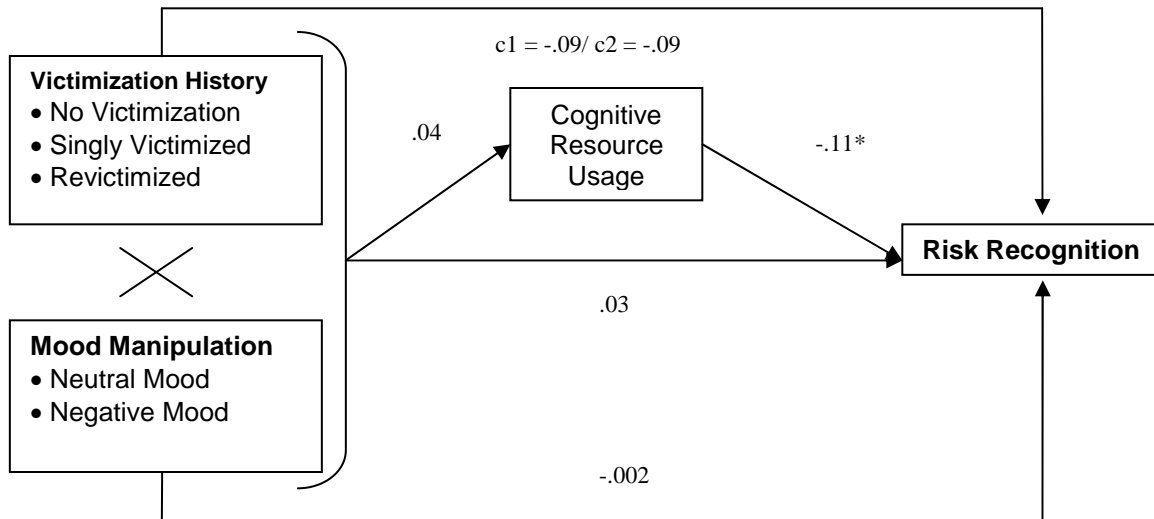 c1 = -.09/ c2 = -.09
Victimization History
• No Victimization
• Singly Victimized
• Revictimized
.04
Cognitive
Resource
Usage
-.11*
Risk Recognition
.03
Mood Manipulation
• Neutral Mood
• Negative Mood
-.002